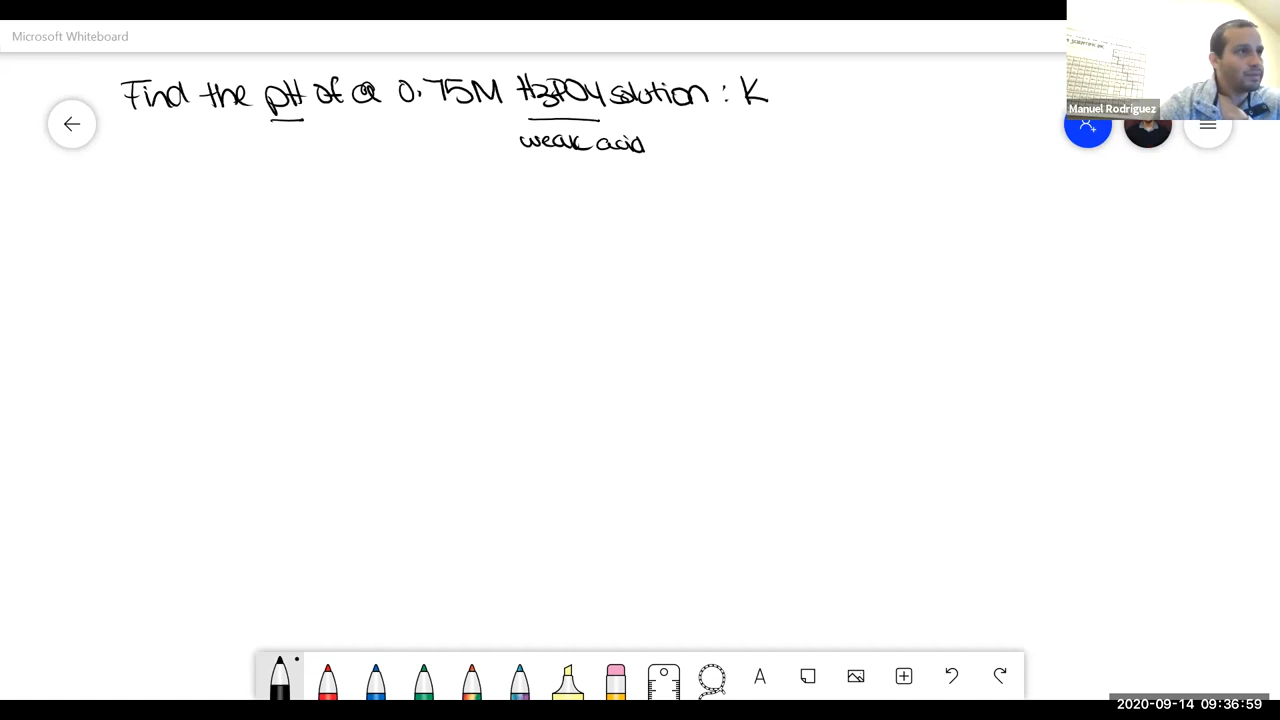 Microsoft Whiteboard
Find the pH of a 0.75M H3PO4 solution : K
weak acid
Manuel Rodriguez
A
2020-09-14 09:36:59